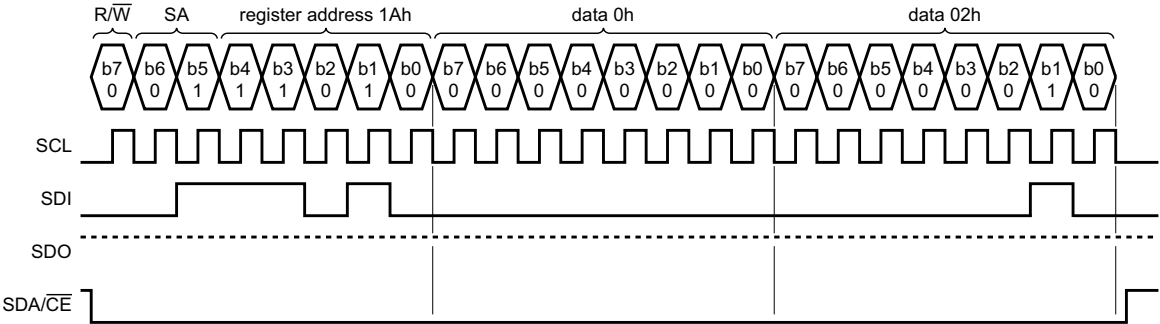 R/W̅ SA register address 1Ah data 0h data 02h
b7 b6 b5 b4 b3 b2 b1 b0 b7 b6 b5 b4 b3 b2 b1 b0 b7 b6 b5 b4 b3 b2 b1 b0
0 0 1 1 1 0 1 0 0 0 0 0 0 0 0 0 0 0 0 0 0 0 1 0
SCL
SDI
SDO
SDA/C̅E̅